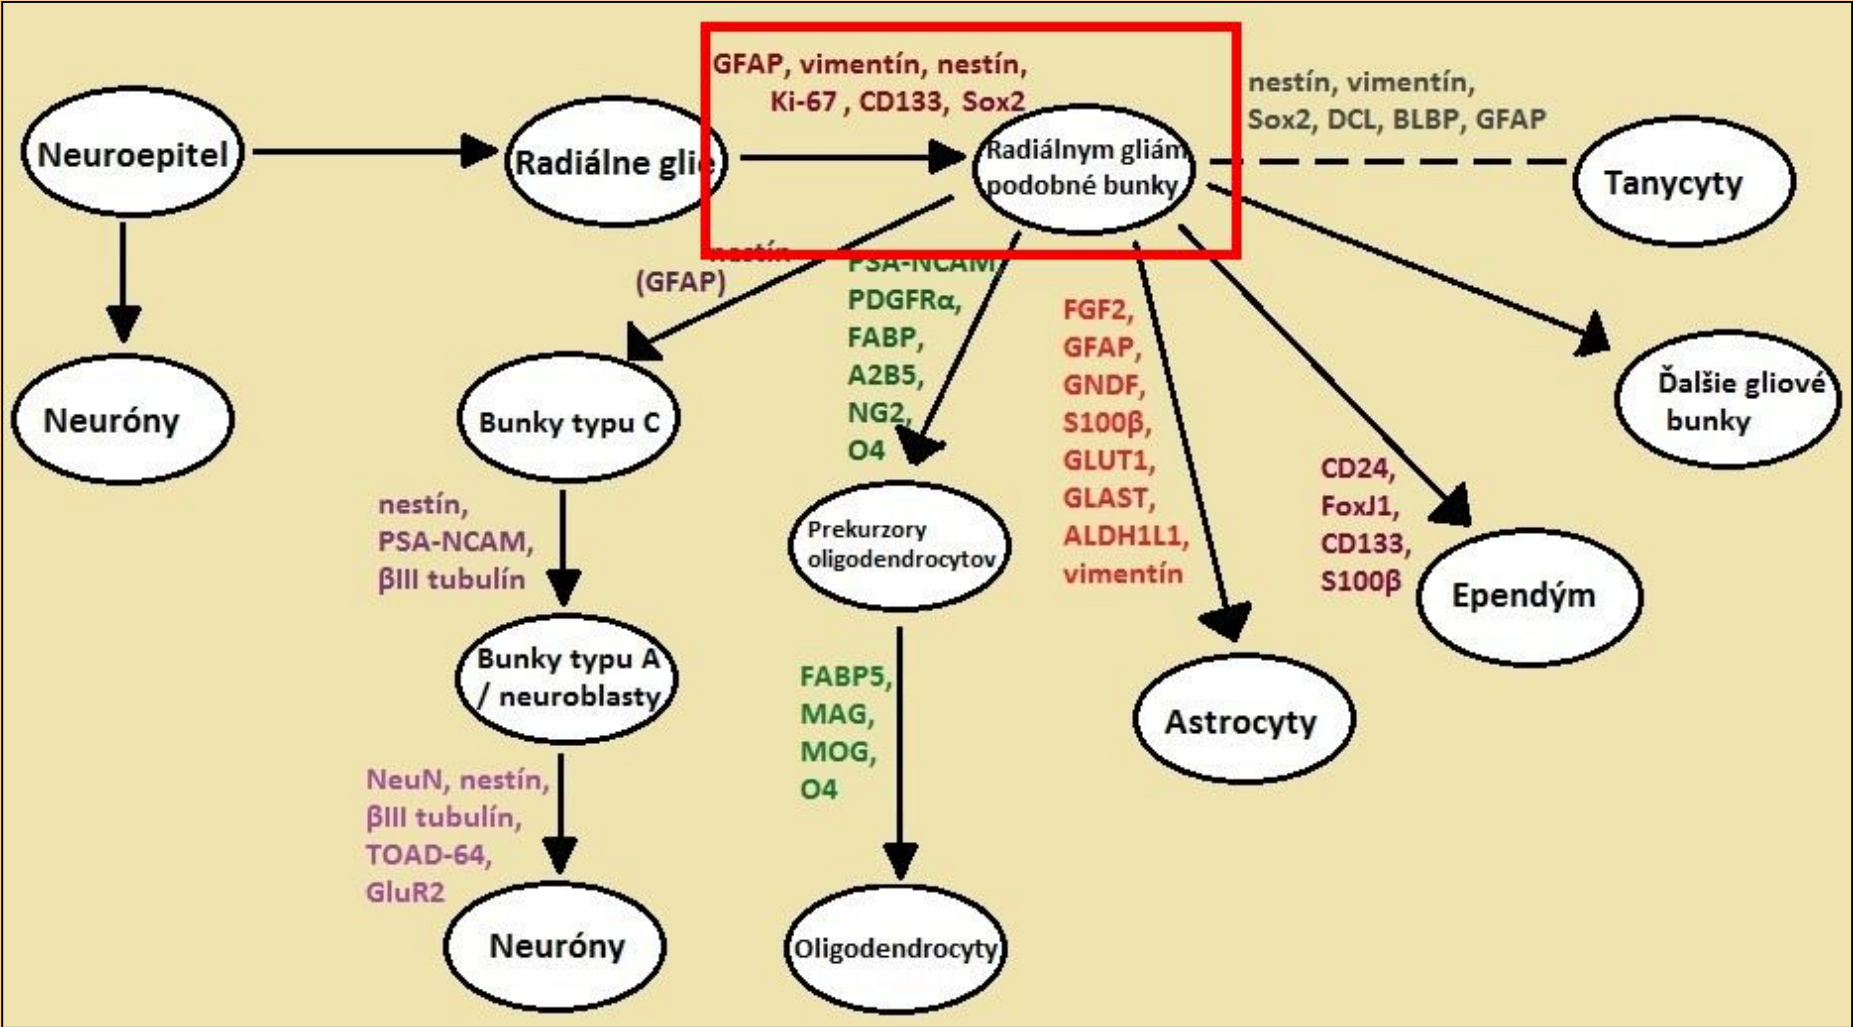 GFAP, vimentín, nestín,
Ki-67 , CD133, Sox2
nestín, vimentín,
Sox2, DCL, BLBP, GFAP
Neuroepitel
Radiálne glie
Radiálnym gliám
podobné bunky
Tanycyty
nestín
(GFAP)
PSA-NCAM,
PDGFRα,
FABP,
A2B5,
NG2,
O4
FGF2,
GFAP,
GNDF,
S100β,
GLUT1,
GLAST,
ALDH1L1,
vimentín
Neuróny
Bunky typu C
Ďalšie gliové
bunky
CD24,
FoxJ1,
CD133,
S100β
nestín,
PSA-NCAM,
βIII tubulín
Prekurzory
oligodendrocytov
Ependým
Bunky typu A
/ neuroblasty
FABP5,
MAG,
MOG,
O4
Astrocyty
NeuN, nestín,
βIII tubulín,
TOAD-64,
GluR2
Neuróny
Oligodendrocyty